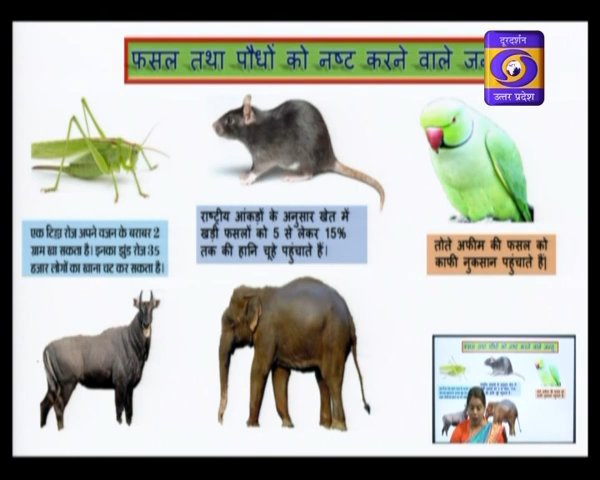 फसल तथा पौधों को नष्ट करने वाले
दूरदर्शन
उत्तर प्रदेश
एक टिड्डा रोज अपने वजन के बराबर 2
ग्राम खा सकता है। इनका झुंड रोज 35
हजार लोगों का खाना चट कर सकता है।
राष्ट्रीय आंकड़ों के अनुसार खेत में
खड़ी फसलों को 5 से लेकर 15%
तक की हानि चूहे पहुंचाते हैं।
तोते अफीम की फसल को
काफी नुकसान पहुंचाते हैं|